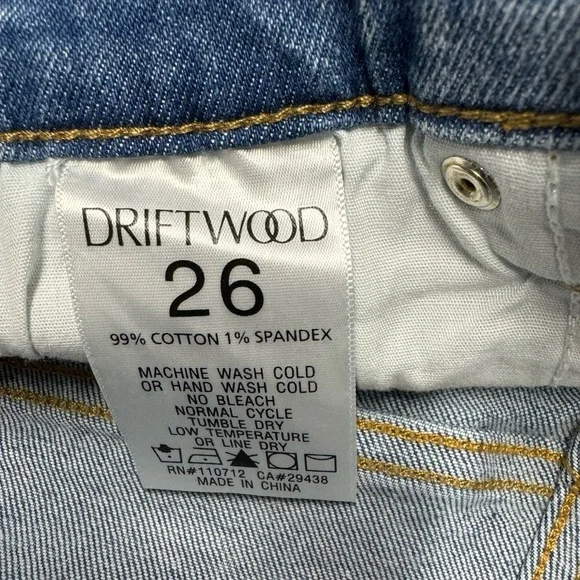 DRIFTWOOD
26
99% COTTON 1% SPANDEX
MACHINE WASH COLD
OR HAND WASH COLD
NO BLEACH
NORMAL CYCLE
TUMBLE DRY
LOW TEMPERATURE
OR LINE DRY
RN#110712 CA#29438
MADE IN CHINA